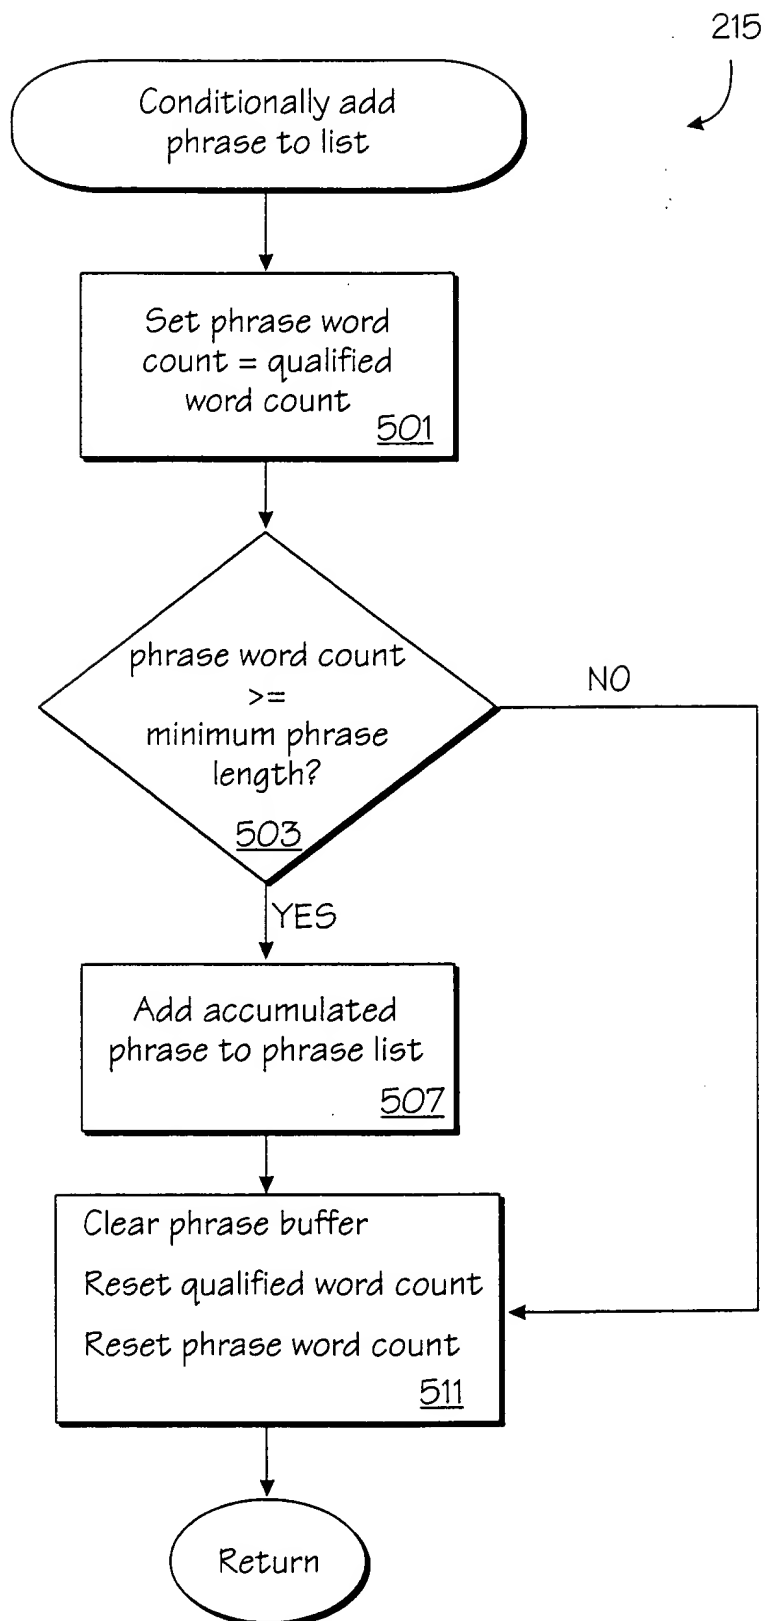 215
Conditionally add
phrase to list
Set phrase word
count = qualified
word count
501
phrase word count
>=
minimum phrase
length?
503
NO
YES
Add accumulated
phrase to phrase list
507
Clear phrase buffer
Reset qualified word count
Reset phrase word count
511
Return